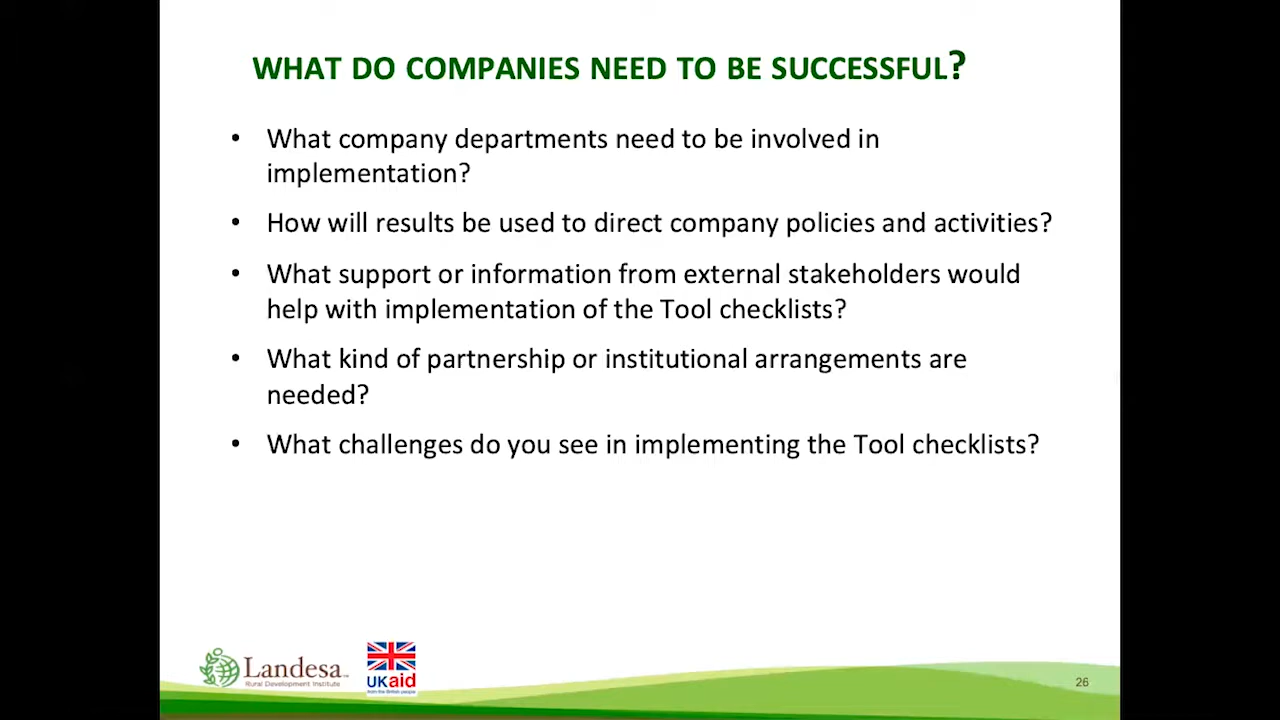 WHAT DO COMPANIES NEED TO BE SUCCESSFUL?
• What company departments need to be involved in
implementation?
• How will results be used to direct company policies and activities?
• What support or information from external stakeholders would
help with implementation of the Tool checklists?
• What kind of partnership or institutional arrangements are
needed?
• What challenges do you see in implementing the Tool checklists?
Landesa™
Rural Development Institute
UKaid
from the British people
26